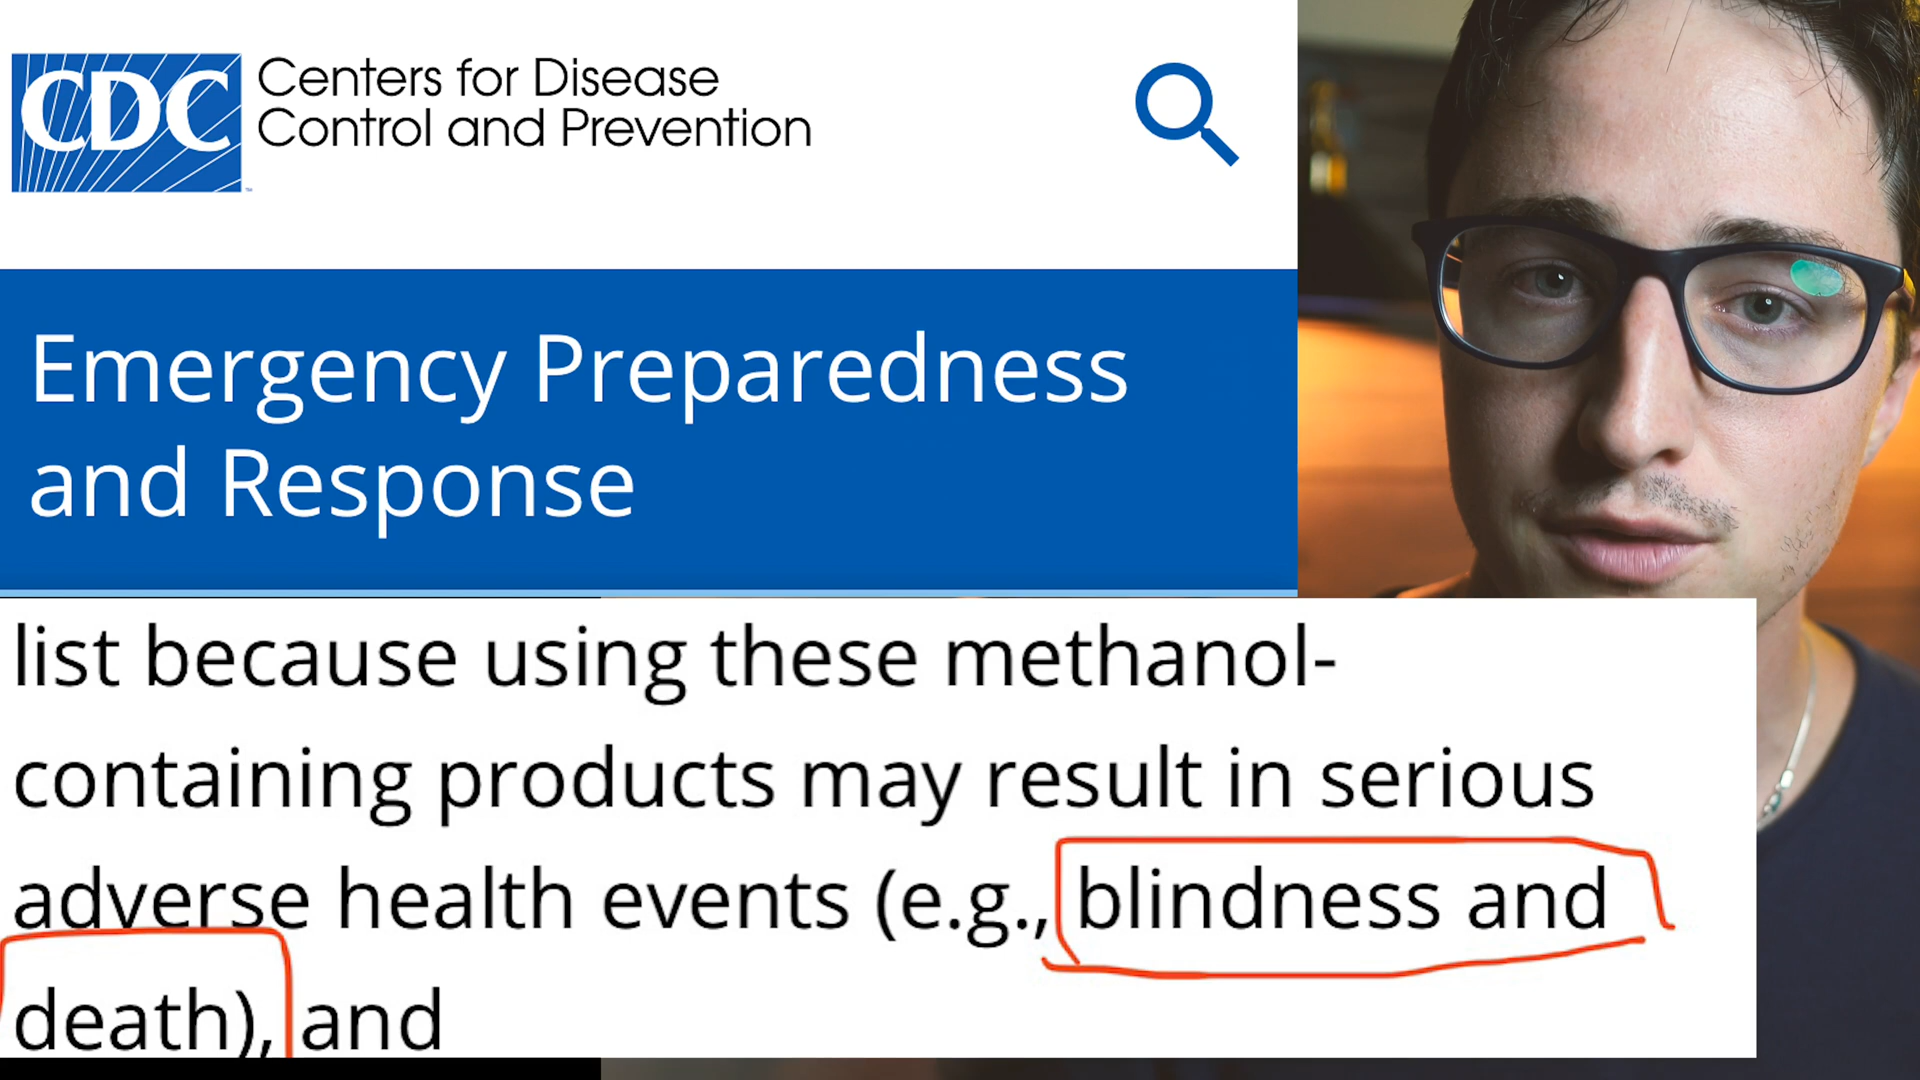 CDC Centers for Disease
Control and Prevention
Emergency Preparedness
and Response
list because using these methanol-
containing products may result in serious
adverse health events (e.g., blindness and
death), and